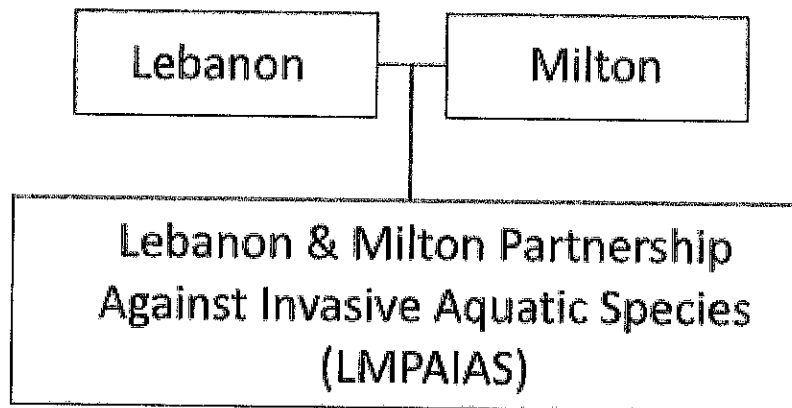 Lebanon
Milton
Lebanon & Milton Partnership
Against Invasive Aquatic Species
(LMPAIAS)